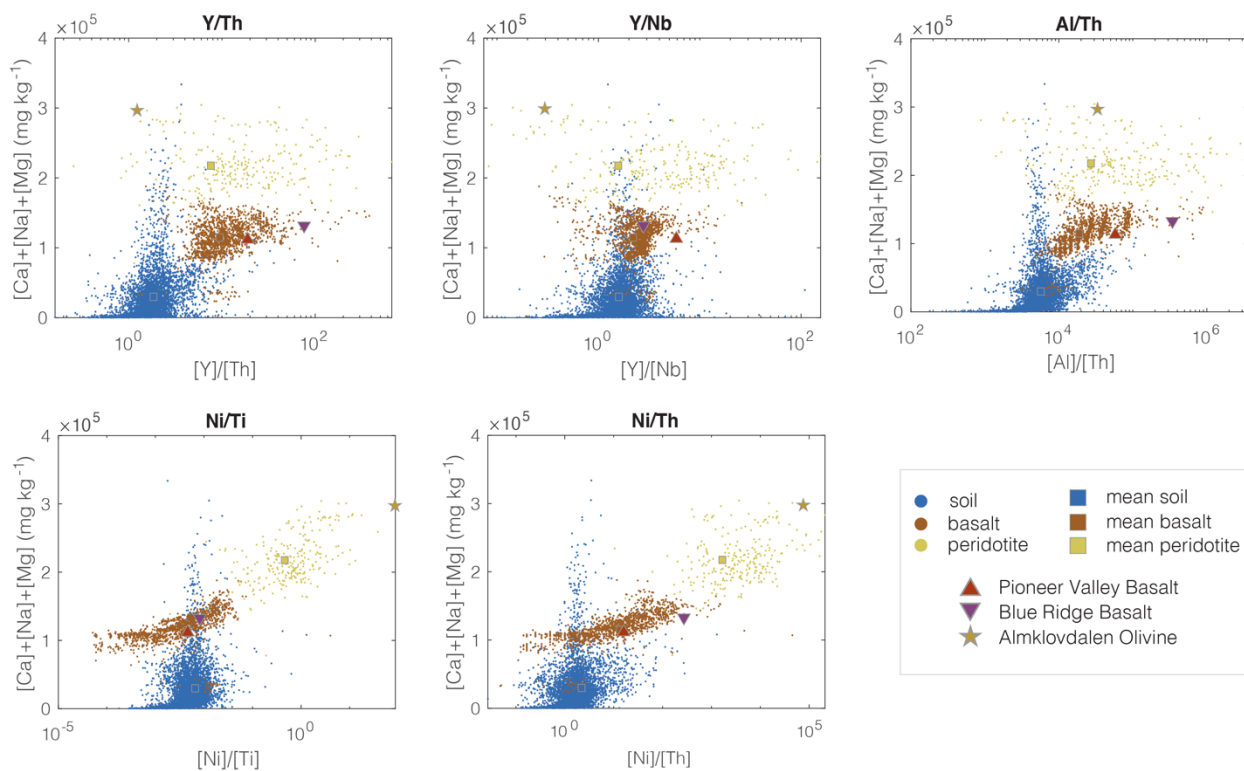 Y/Th
×10⁵
4
3
2
1
0
10⁰
10²
[Ca]+[Na]+[Mg] (mg kg⁻¹)
[Y]/[Th]
Y/Nb
×10⁵
4
3
2
1
0
10⁰
10²
[Ca]+[Na]+[Mg] (mg kg⁻¹)
[Y]/[Nb]
Al/Th
×10⁵
4
3
2
1
0
10²
10⁴
10⁶
[Ca]+[Na]+[Mg] (mg kg⁻¹)
[Al]/[Th]
Ni/Ti
×10⁵
4
3
2
1
0
10⁻⁵
10⁰
[Ca]+[Na]+[Mg] (mg kg⁻¹)
[Ni]/[Ti]
Ni/Th
×10⁵
4
3
2
1
0
10⁰
10⁵
[Ca]+[Na]+[Mg] (mg kg⁻¹)
[Ni]/[Th]
soil mean soil
basalt mean basalt
peridotite mean peridotite
Pioneer Valley Basalt
Blue Ridge Basalt
Almklovdalen Olivine